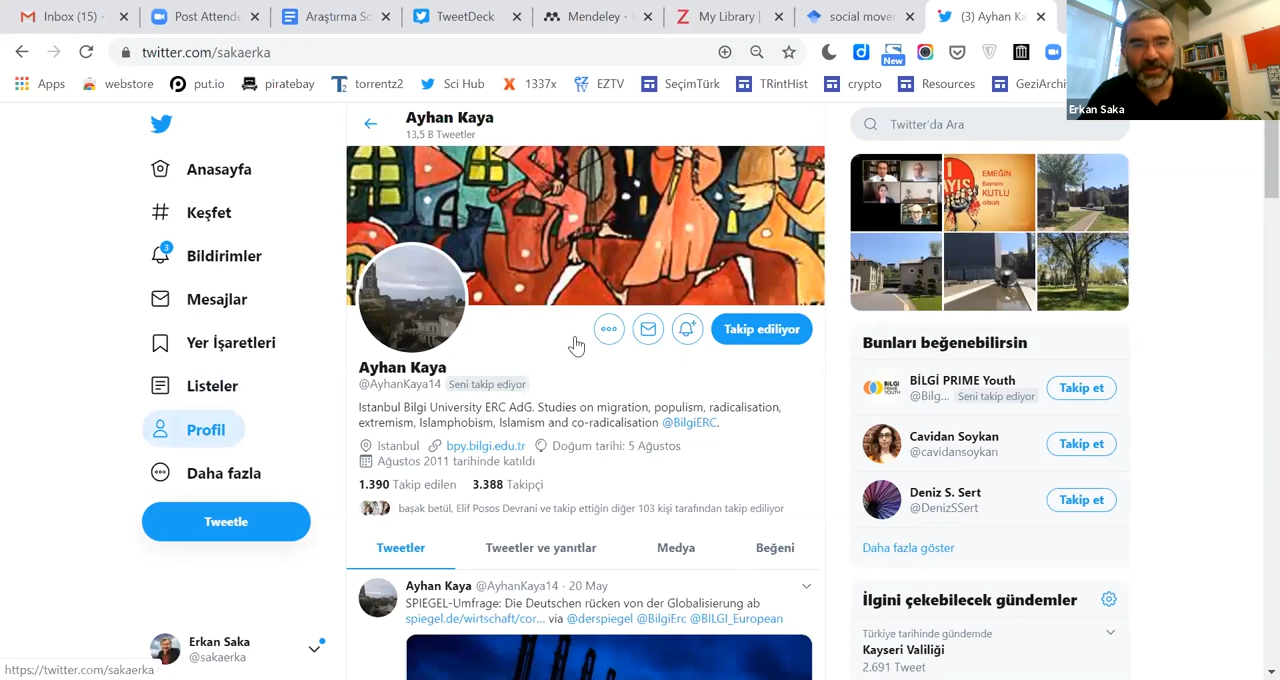 Inbox (15) -
Post Attende
Araştırma Sc
TweetDeck
Mendeley -
My Library |
social mover
(3) Ayhan Ka
twitter.com/sakaerka
New
Apps
webstore
put.io
piratebay
torrentz2
Sci Hub
1337x
EZTV
SeçimTürk
TRintHist
crypto
Resources
GeziArchi
Erkan Saka
Anasayfa
Keşfet
3
Bildirimler
Mesajlar
Yer İşaretleri
Listeler
Profil
Daha fazla
Tweetle
Erkan Saka
@sakaerka
https://twitter.com/sakaerka
Ayhan Kaya
13,5 B Tweetler
Takip ediliyor
Ayhan Kaya
@AyhanKaya14 Seni takip ediyor
Istanbul Bilgi University ERC AdG. Studies on migration, populism, radicalisation,
extremism, Islamphobism, Islamism and co-radicalisation @BilgiERC.
Istanbul bpy.bilgi.edu.tr Doğum tarihi: 5 Ağustos
Ağustos 2011 tarihinde katıldı
1.390 Takip edilen 3.388 Takipçi
başak betül, Elif Posos Devrani ve takip ettiğin diğer 103 kişi tarafından takip ediliyor
Tweetler
Tweetler ve yanıtlar
Medya
Beğeni
Ayhan Kaya @AyhanKaya14 · 20 May
SPIEGEL-Umfrage: Die Deutschen rücken von der Globalisierung ab
spiegel.de/wirtschaft/cor... via @derspiegel @BilgiErc @BILGI_European
Twitter'da Ara
EMEĞİN
Bayramı
KUTLU
olsun
Bunları beğenebilirsin
BİLGİ PRIME Youth
@Bilg... Seni takip ediyor
Takip et
Cavidan Soykan
@cavidansoykan
Takip et
Deniz S. Sert
@DenizSSert
Takip et
Daha fazla göster
İlgini çekebilecek gündemler
Türkiye tarihinde gündemde
Kayseri Valiliği
2.691 Tweet